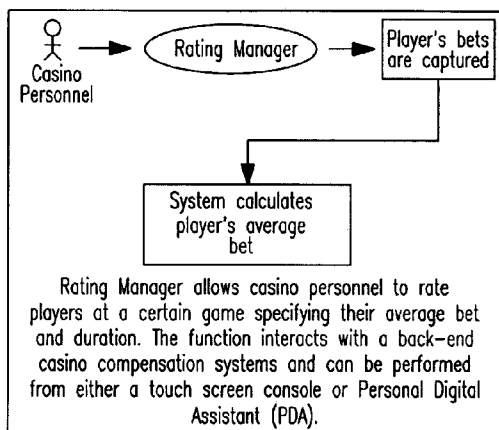 Casino
Personnel
Rating Manager
Player's bets
are captured
System calculates
player's average
bet
Rating Manager allows casino personnel to rate
players at a certain game specifying their average bet
and duration. The function interacts with a back-end
casino compensation systems and can be performed
from either a touch screen console or Personal Digital
Assistant (PDA).